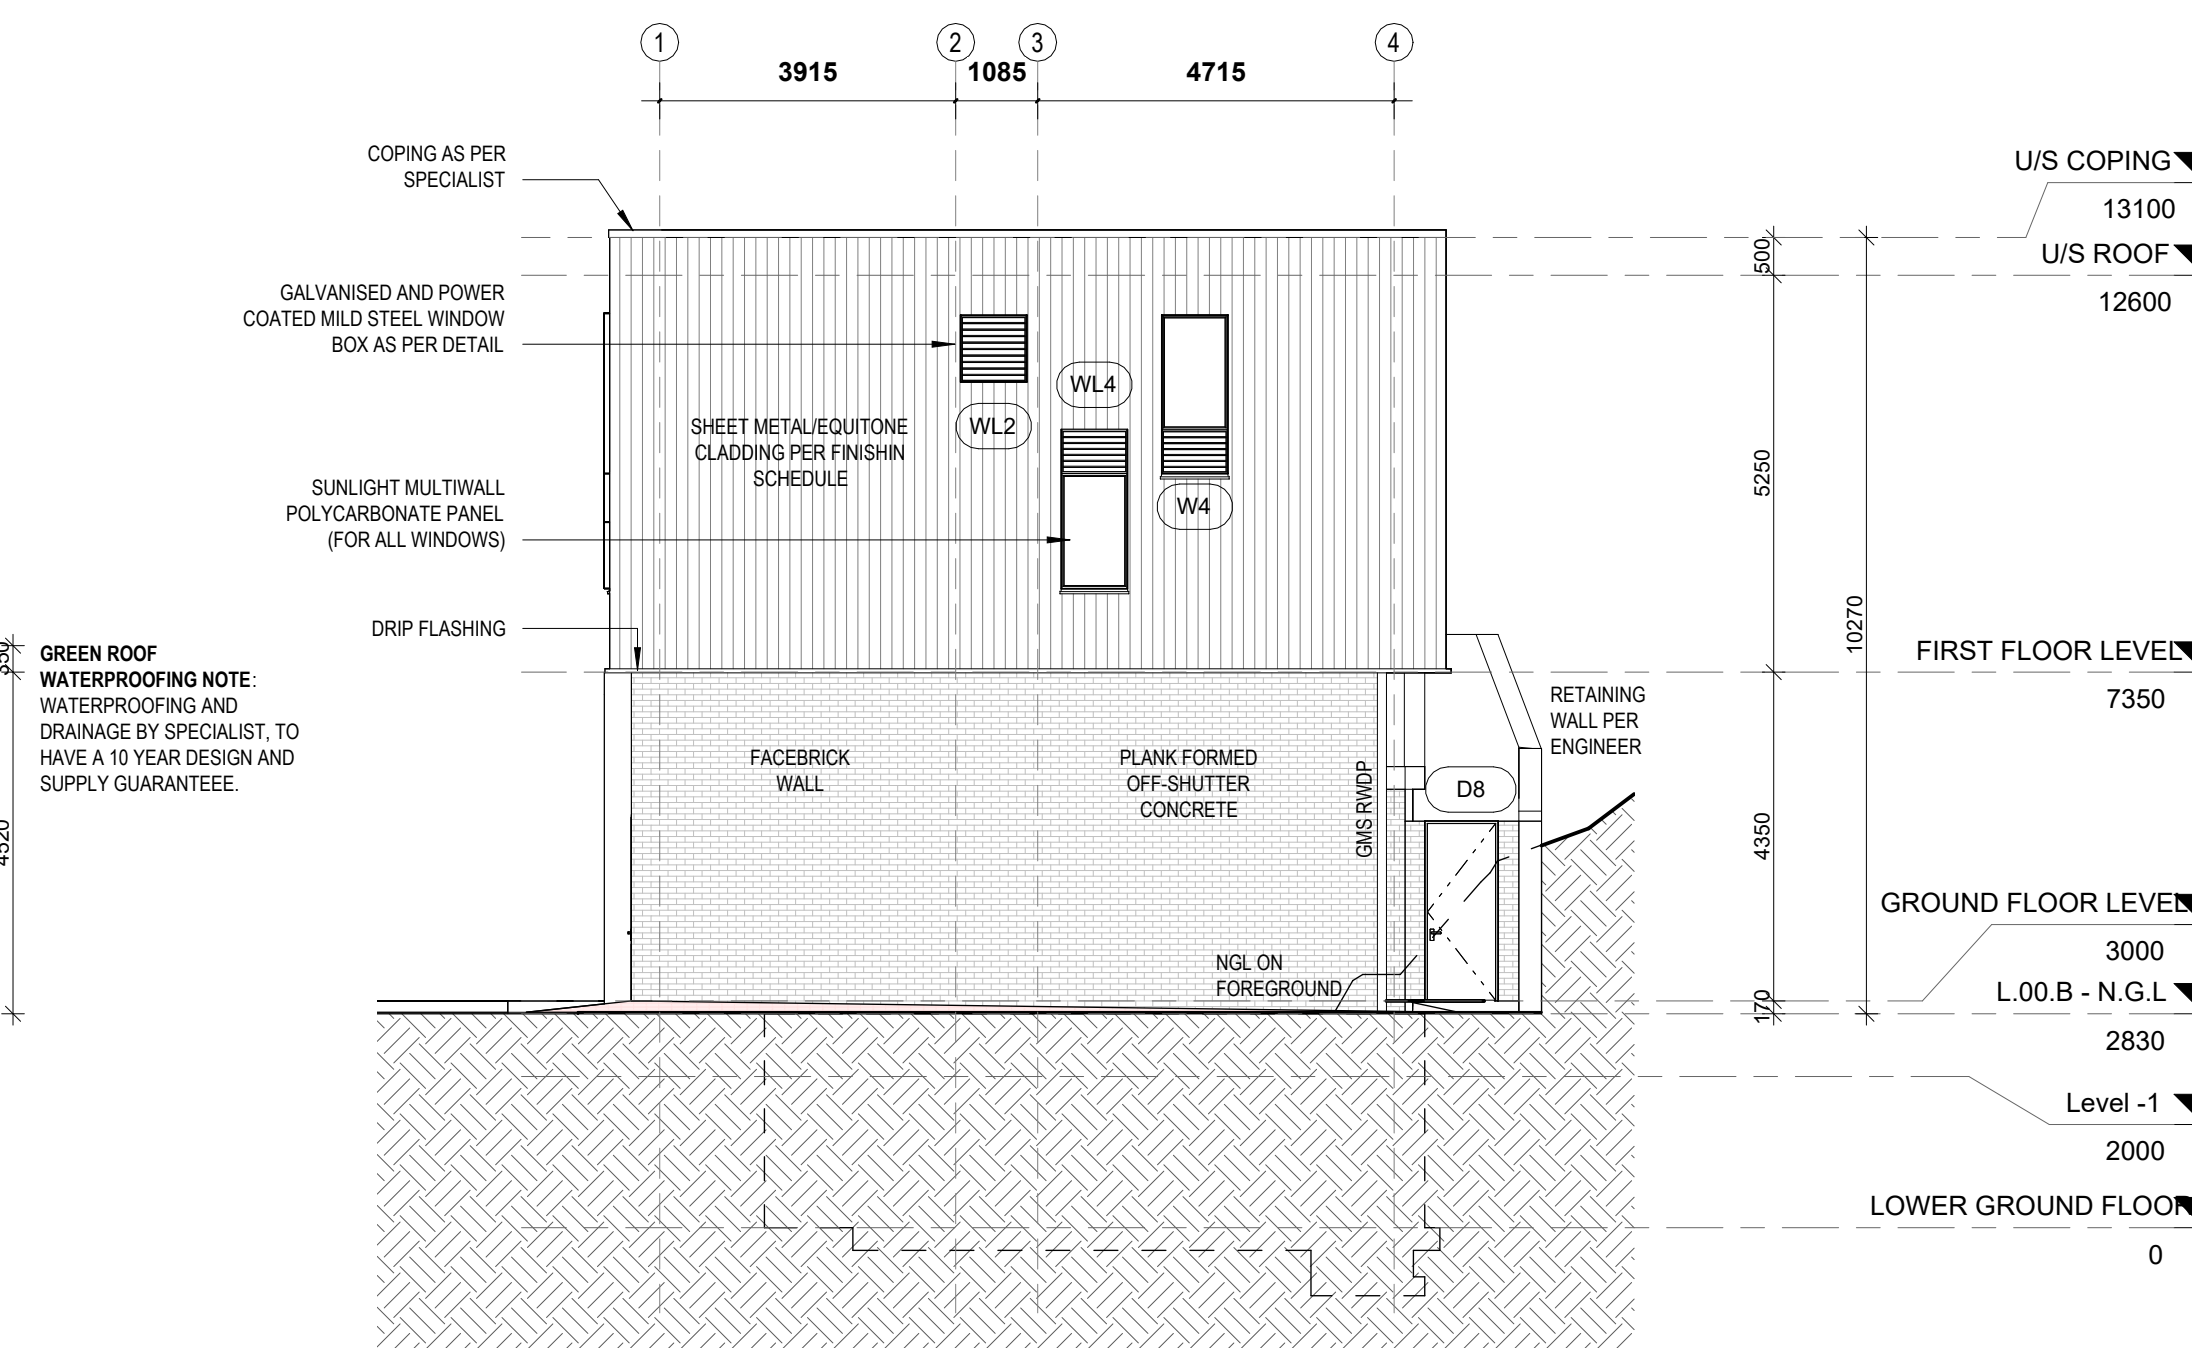 1
2
3
4
3915
1085
4715
COPING AS PER
SPECIALIST
GALVANISED AND POWER
COATED MILD STEEL WINDOW
BOX AS PER DETAIL
SUNLIGHT MULTIWALL
POLYCARBONATE PANEL
(FOR ALL WINDOWS)
DRIP FLASHING
GREEN ROOF
WATERPROOFING NOTE:
WATERPROOFING AND
DRAINAGE BY SPECIALIST, TO
HAVE A 10 YEAR DESIGN AND
SUPPLY GUARANTEEE.
4520
SHEET METAL/EQUITONE
CLADDING PER FINISHIN
SCHEDULE
WL2
WL4
W4
FACEBRICK
WALL
PLANK FORMED
OFF-SHUTTER
CONCRETE
GMS RWDP
D8
RETAINING
WALL PER
ENGINEER
NGL ON
FOREGROUND
500
5250
4350
170
10270
U/S COPING
13100
U/S ROOF
12600
FIRST FLOOR LEVEL
7350
GROUND FLOOR LEVEL
3000
L.00.B - N.G.L
2830
Level -1
2000
LOWER GROUND FLOOR
0